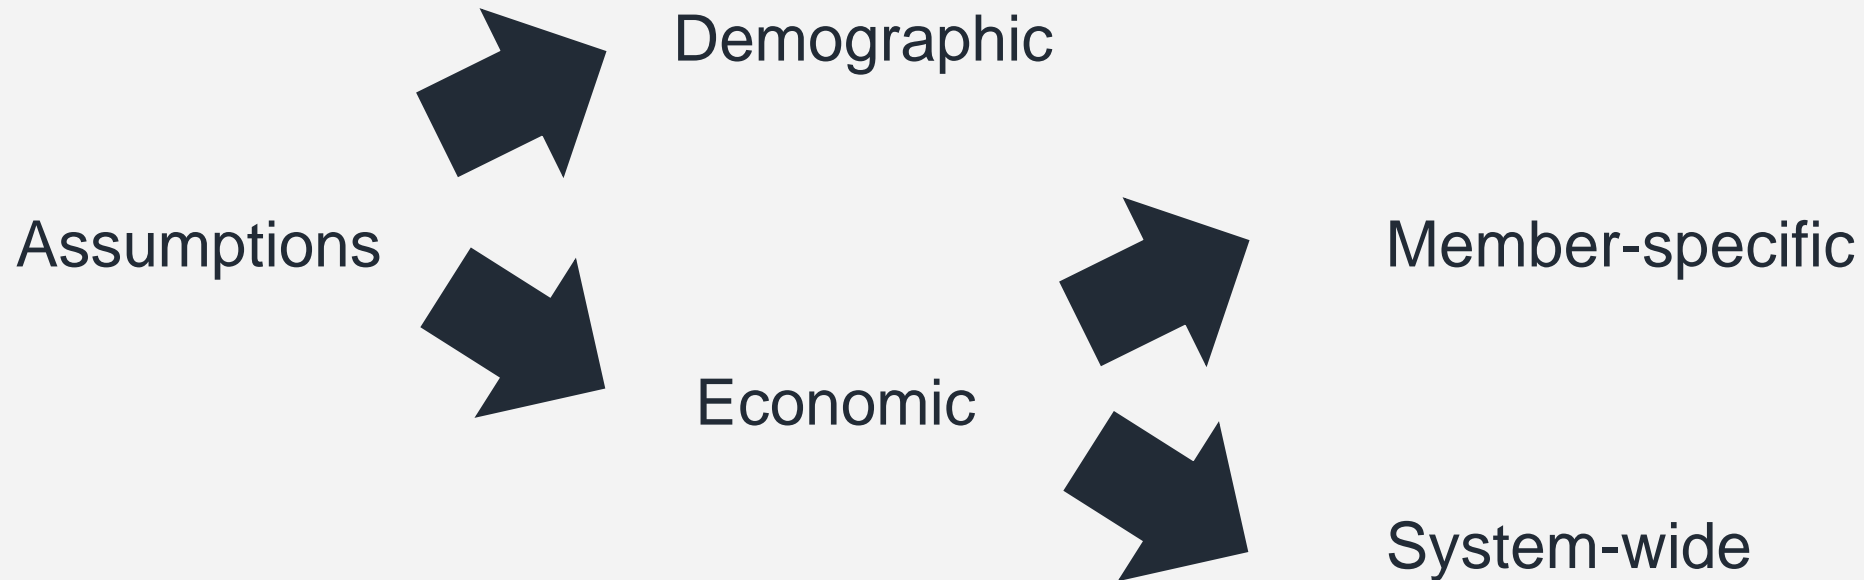 Demographic
Assumptions
Member-specific
Economic
System-wide